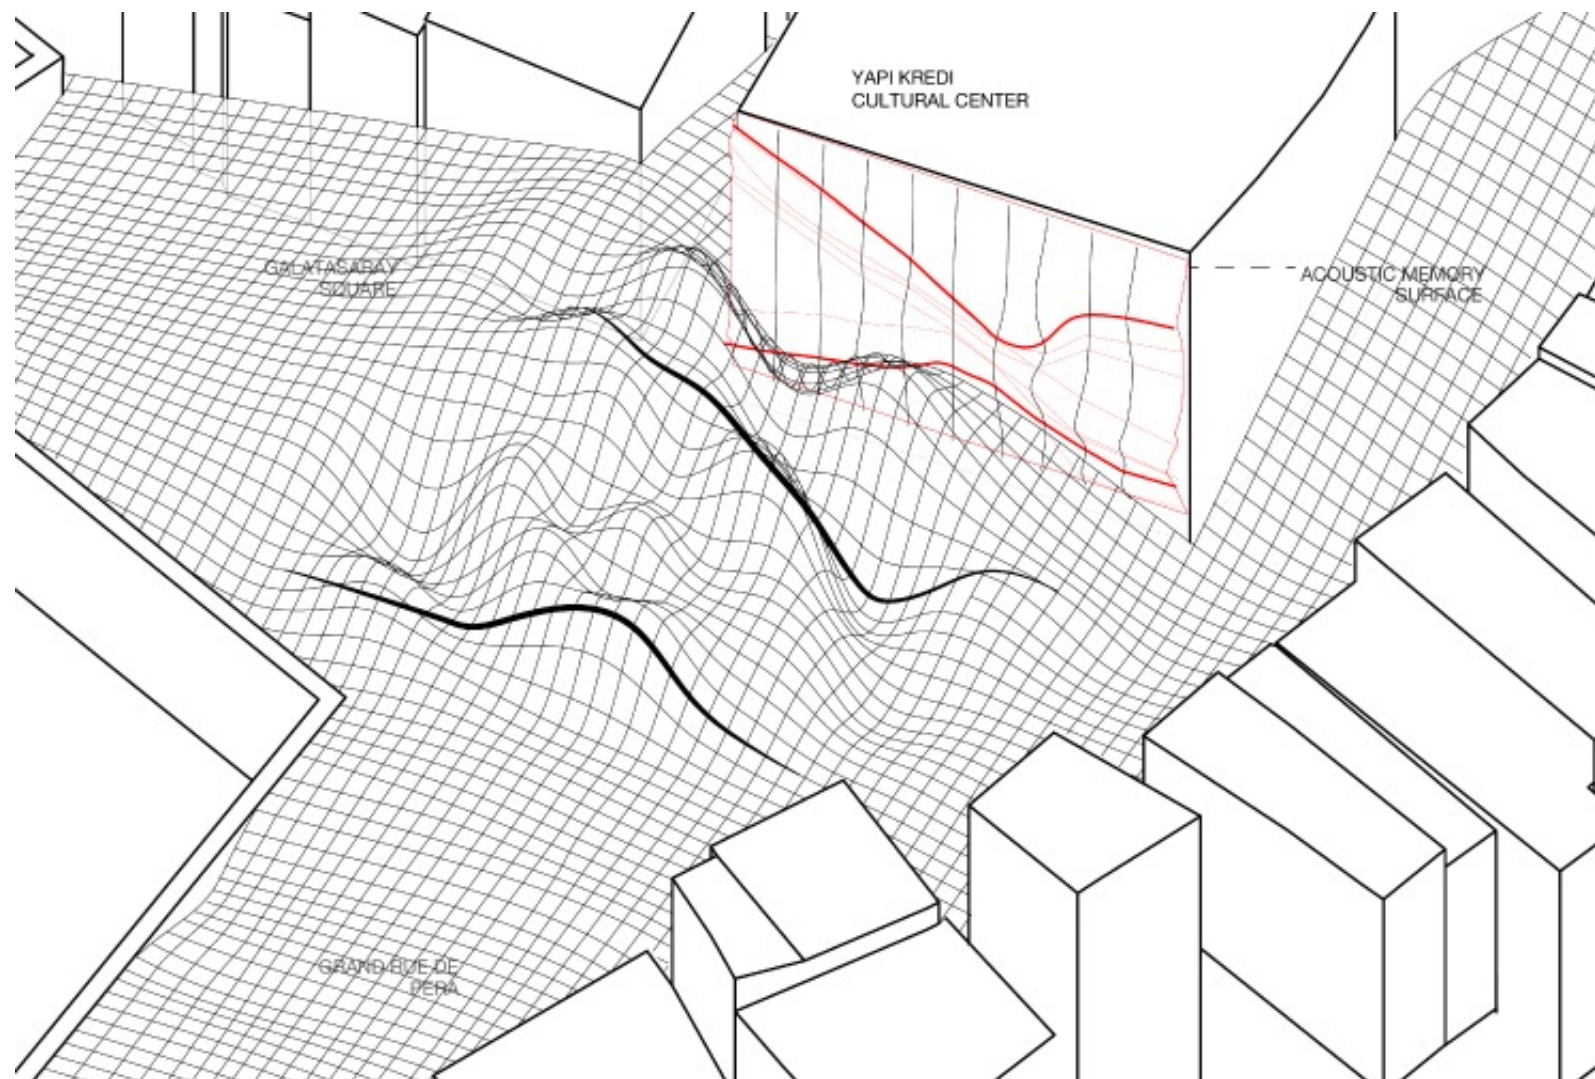 YAPI KREDI
CULTURAL CENTER
GALATASARAY
SQUARE
ACOUSTIC MEMORY
SURFACE
GRAND RUE DE
PERA